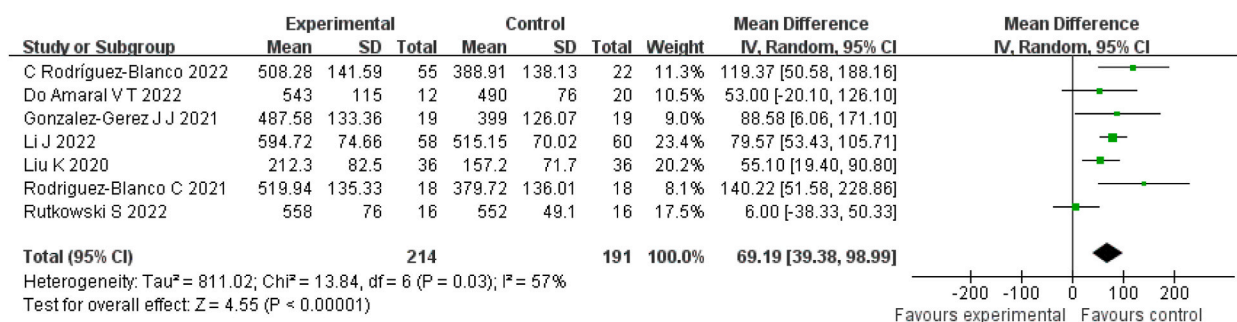 Experimental Control Mean Difference Mean Difference
Study or Subgroup Mean SD Total Mean SD Total Weight IV, Random, 95% CI IV, Random, 95% CI
C Rodríguez-Blanco 2022 508.28 141.59 55 388.91 138.13 22 11.3% 119.37 [50.58, 188.16]
Do Amaral V T 2022 543 115 12 490 76 20 10.5% 53.00 [-20.10, 126.10]
Gonzalez-Gerez J J 2021 487.58 133.36 19 399 126.07 19 9.0% 88.58 [6.06, 171.10]
Li J 2022 594.72 74.66 58 515.15 70.02 60 23.4% 79.57 [53.43, 105.71]
Liu K 2020 212.3 82.5 36 157.2 71.7 36 20.2% 55.10 [19.40, 90.80]
Rodriguez-Blanco C 2021 519.94 135.33 18 379.72 136.01 18 8.1% 140.22 [51.58, 228.86]
Rutkowski S 2022 558 76 16 552 49.1 16 17.5% 6.00 [-38.33, 50.33]
Total (95% CI) 214 191 100.0% 69.19 [39.38, 98.99]
Heterogeneity: Tau² = 811.02; Chi² = 13.84, df = 6 (P = 0.03); I² = 57%
Test for overall effect: Z = 4.55 (P < 0.00001)
-200 -100 0 100 200
Favours experimental Favours control